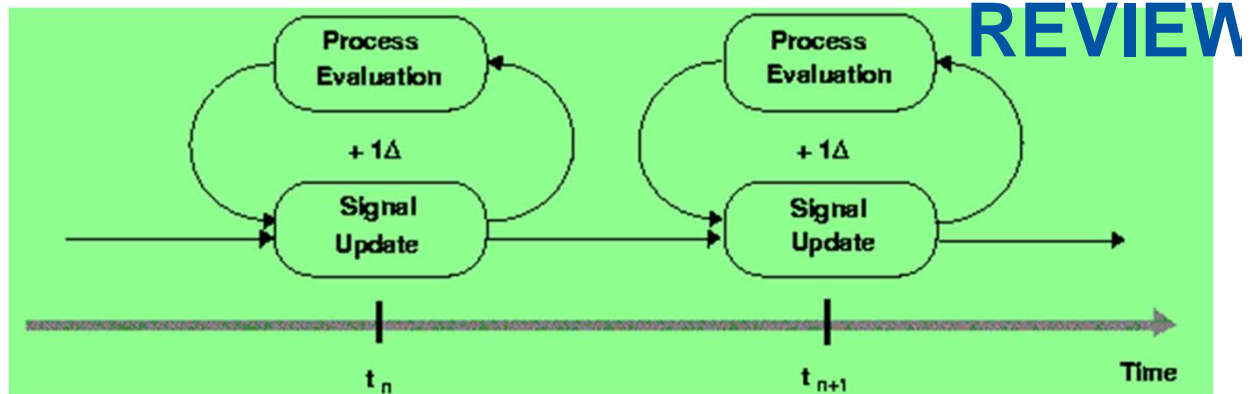 REVIEW
Process
Evaluation
+ 1Δ
Signal
Update
t n
Process
Evaluation
+ 1Δ
Signal
Update
t n+1
Time